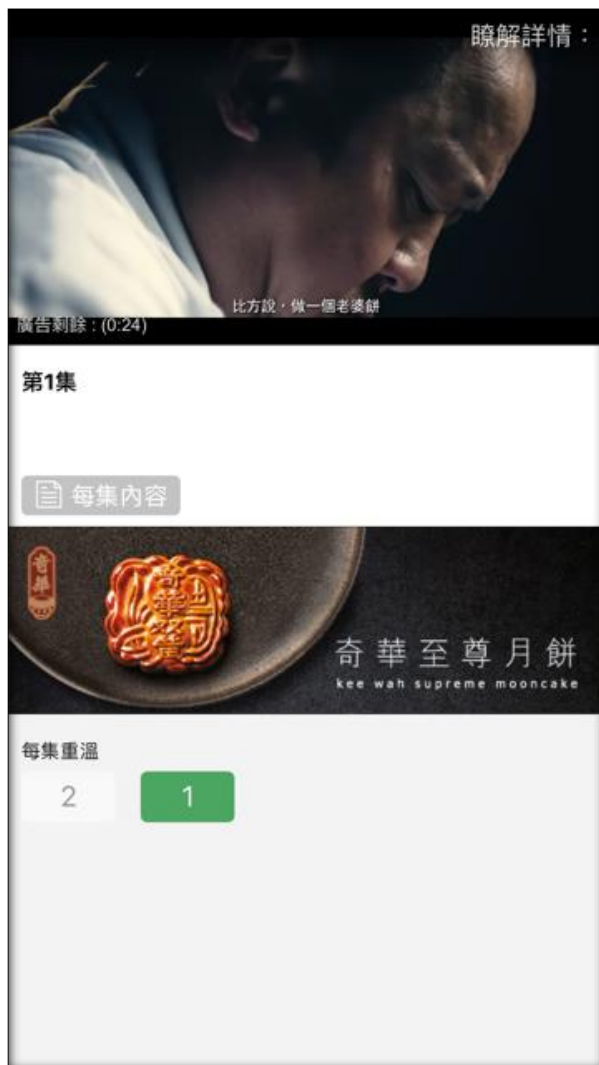 瞭解詳情：
比方說，做一個老婆餅
廣告剩餘 : (0:24)
第1集
每集內容
奇華
奇華至尊月餅
kee wah supreme mooncake
每集重溫
2
1